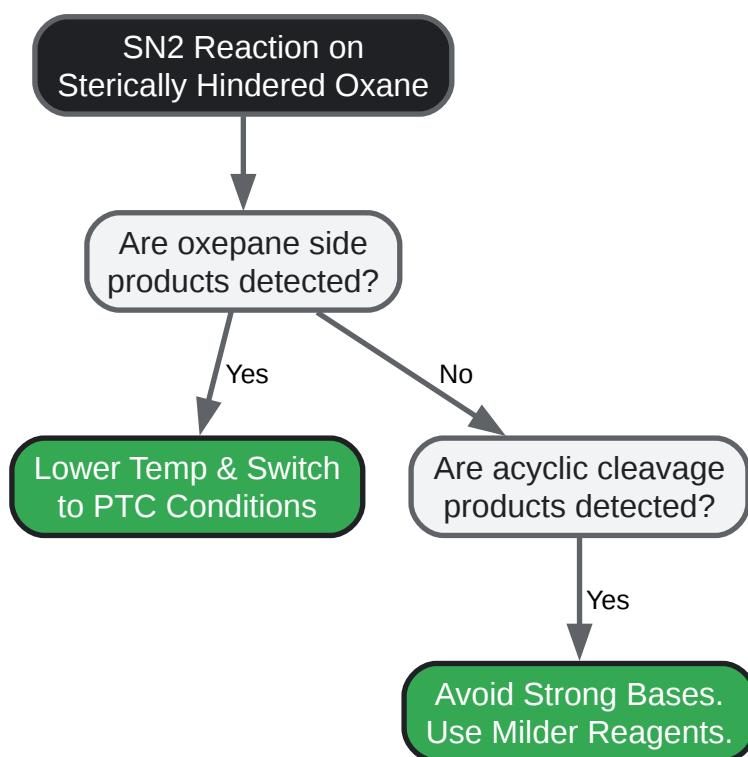 SN2 Reaction on
Sterically Hindered Oxane
Are oxepane side
products detected?
Yes
No
Lower Temp & Switch
to PTC Conditions
Are acyclic cleavage
products detected?
Yes
Avoid Strong Bases.
Use Milder Reagents.